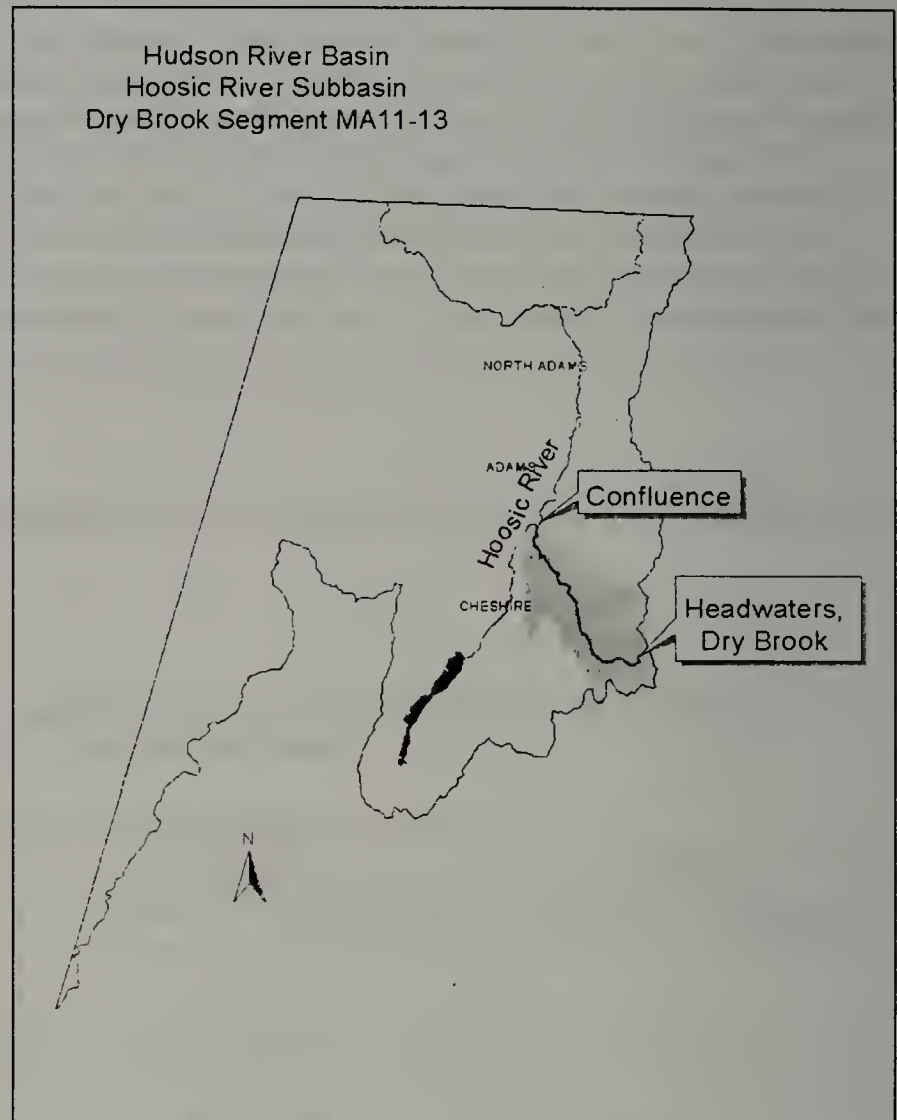 Hudson River Basin
Hoosic River Subbasin
Dry Brook Segment MA11-13
NORTH ADAMS
ADAMS
Hoosic River
Confluence
CHESHIRE
Headwaters,
Dry Brook
N